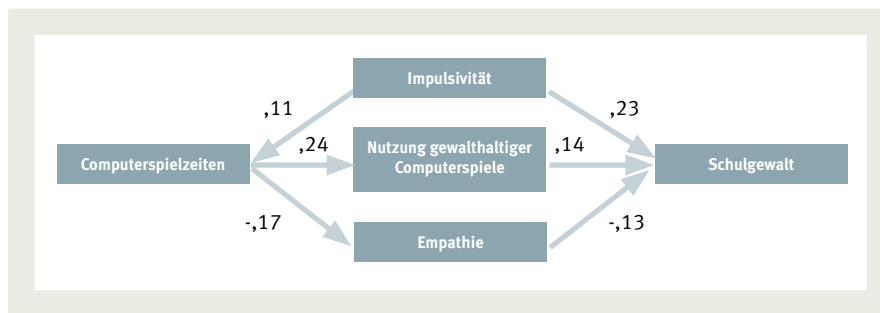 Impulsivität
,11
,23
,24
Nutzung gewalthaltiger
Computerspiele
,14
Computerspielzeiten
Schulgewalt
-,17
-,13
Empathie